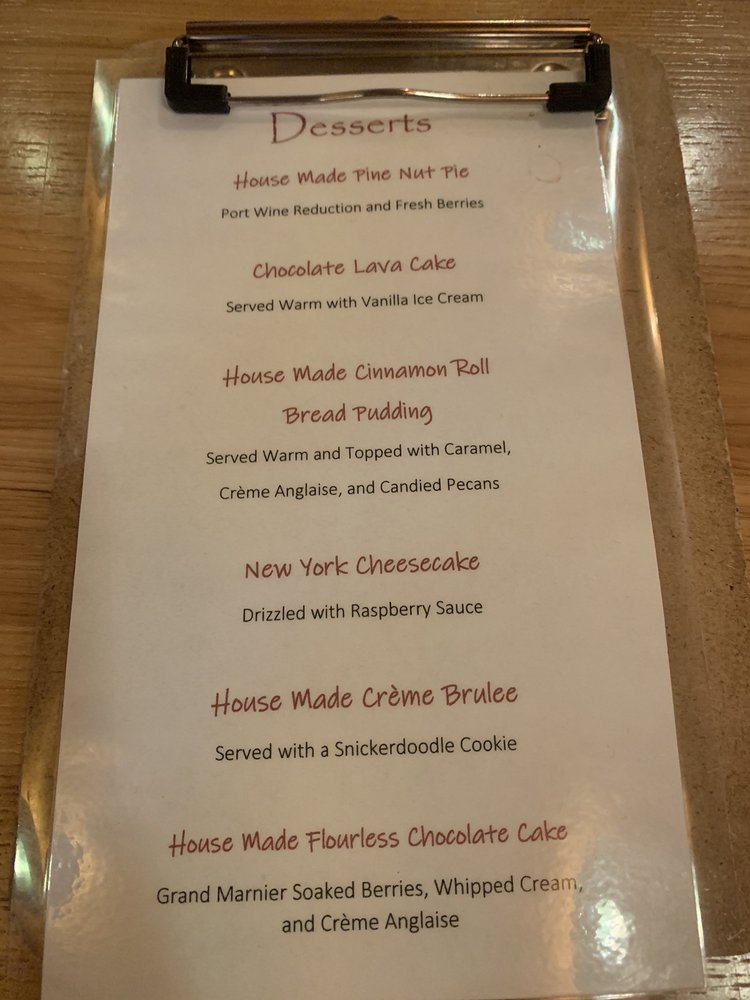 Desserts
House Made Pine Nut Pie
Port Wine Reduction and Fresh Berries
Chocolate Lava Cake
Served Warm with Vanilla Ice Cream
House Made Cinnamon Roll
Bread Pudding
Served Warm and Topped with Caramel,
Crème Anglaise, and Candied Pecans
New York Cheesecake
Drizzled with Raspberry Sauce
House Made Crème Brulee
Served with a Snickerdoodle Cookie
House Made Flourless Chocolate Cake
Grand Marnier Soaked Berries, Whipped Cream,
and Crème Anglaise